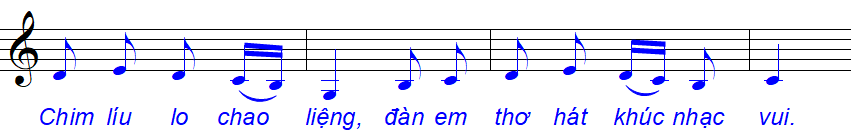 Chim líu lo chao liệng, đàn em thơ hát khúc nhạc vui.